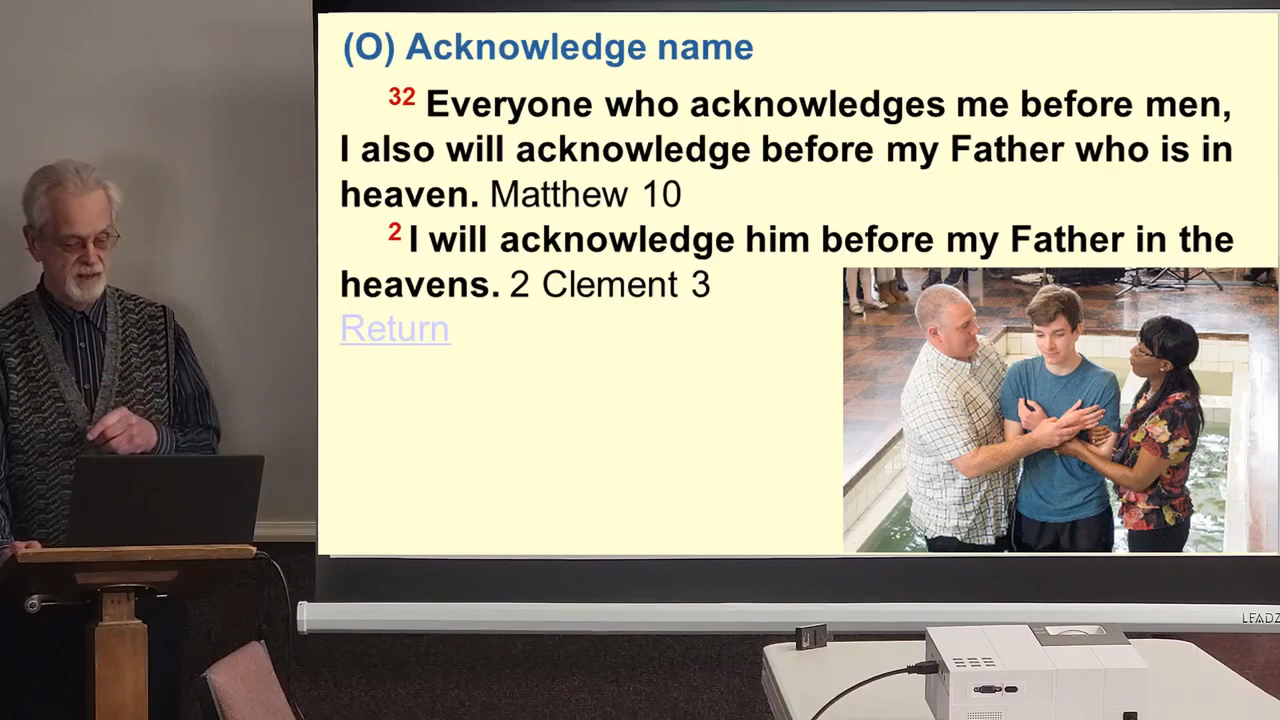 (O) Acknowledge name
32 Everyone who acknowledges me before men,
I also will acknowledge before my Father who is in
heaven. Matthew 10
2 I will acknowledge him before my Father in the
heavens. 2 Clement 3
Return
LEADZ